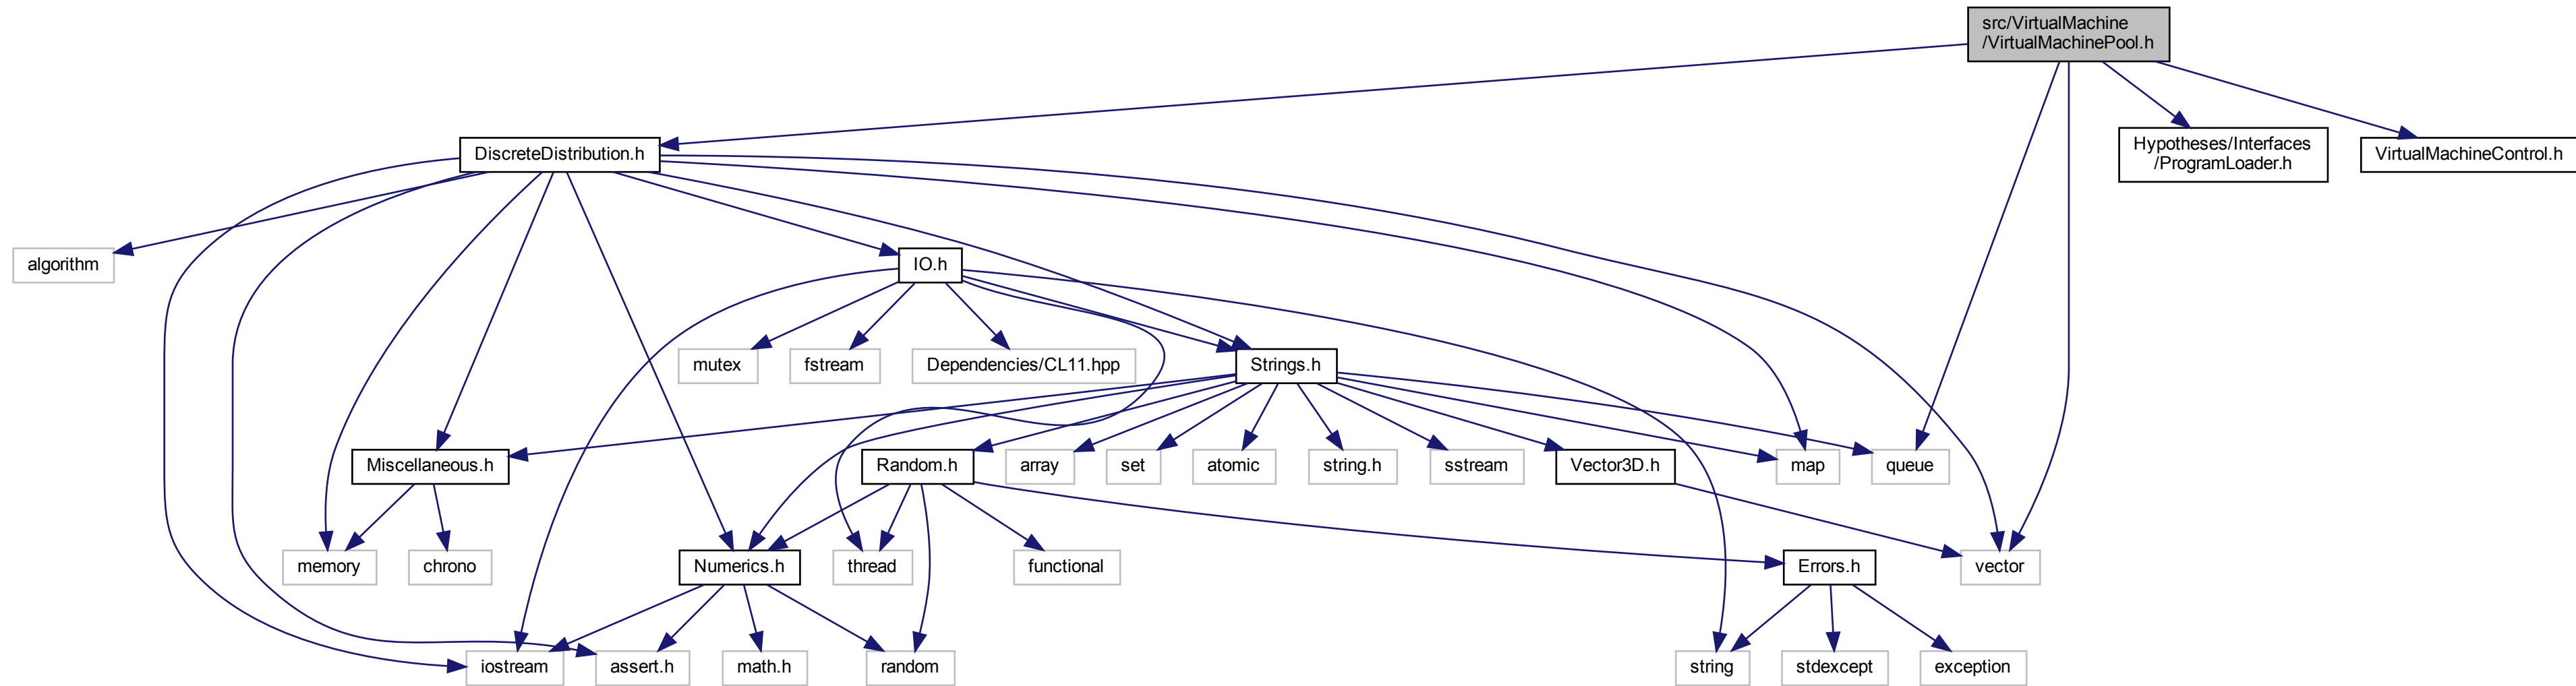 src/VirtualMachine
/VirtualMachinePool.h
DiscreteDistribution.h
Hypotheses/Interfaces
/ProgramLoader.h
VirtualMachineControl.h
algorithm
IO.h
mutex
fstream
Dependencies/CL11.hpp
Strings.h
Miscellaneous.h
Random.h
array
set
atomic
string.h
sstream
Vector3D.h
map
queue
memory
chrono
Numerics.h
thread
functional
Errors.h
vector
iostream
assert.h
math.h
random
string
stdexcept
exception